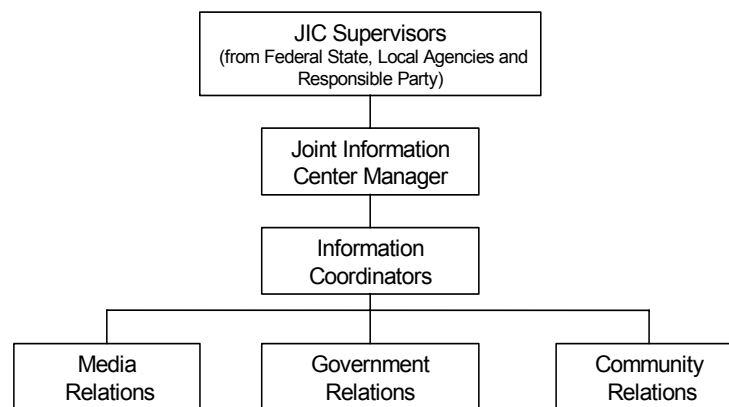 JIC Supervisors
(from Federal State, Local Agencies and
Responsible Party)
Joint Information
Center Manager
Information
Coordinators
Media
Relations
Government
Relations
Community
Relations